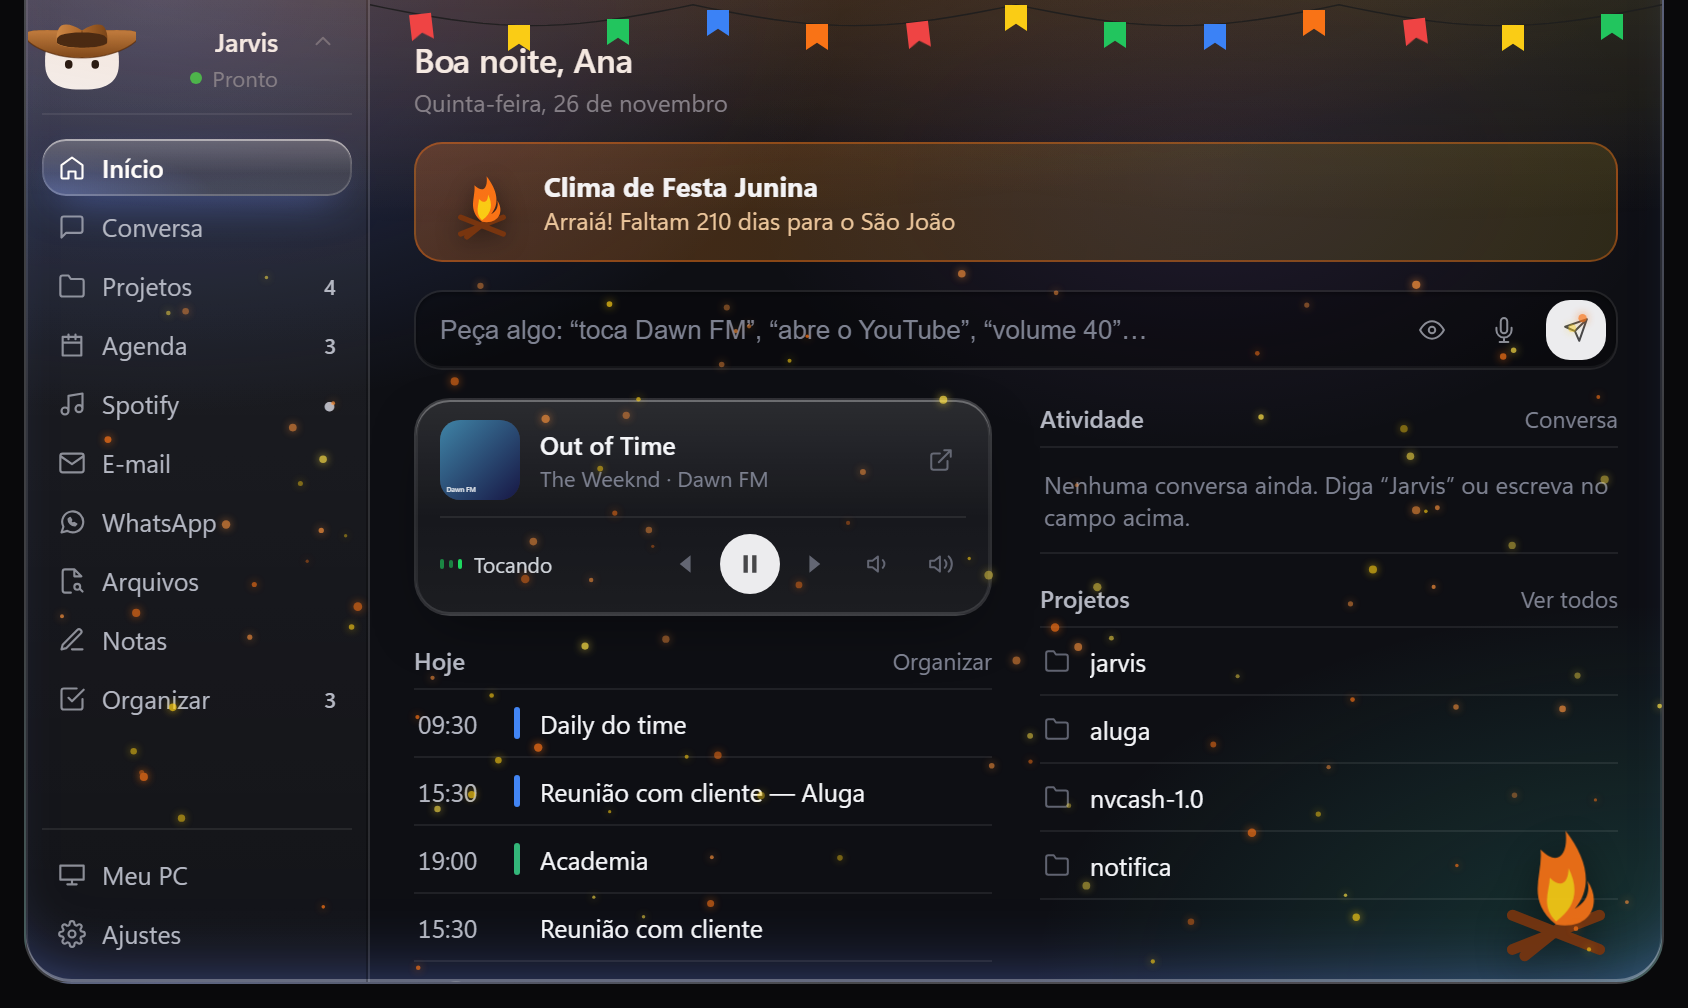 Jarvis
Pronto
Início
Conversa
Projetos 4
Agenda 3
Spotify
E-mail
WhatsApp
Arquivos
Notas
Organizar 3
Meu PC
Ajustes
Boa noite, Ana
Quinta-feira, 26 de novembro
Clima de Festa Junina
Arraiá! Faltam 210 dias para o São João
Peça algo: “toca Dawn FM”, “abre o YouTube”, “volume 40”…
Dawn FM
Out of Time
The Weeknd · Dawn FM
Tocando
Hoje Organizar
09:30 Daily do time
15:30 Reunião com cliente — Aluga
19:00 Academia
15:30 Reunião com cliente
Atividade Conversa
Nenhuma conversa ainda. Diga “Jarvis” ou escreva no
campo acima.
Projetos Ver todos
jarvis
aluga
nvcash-1.0
notifica